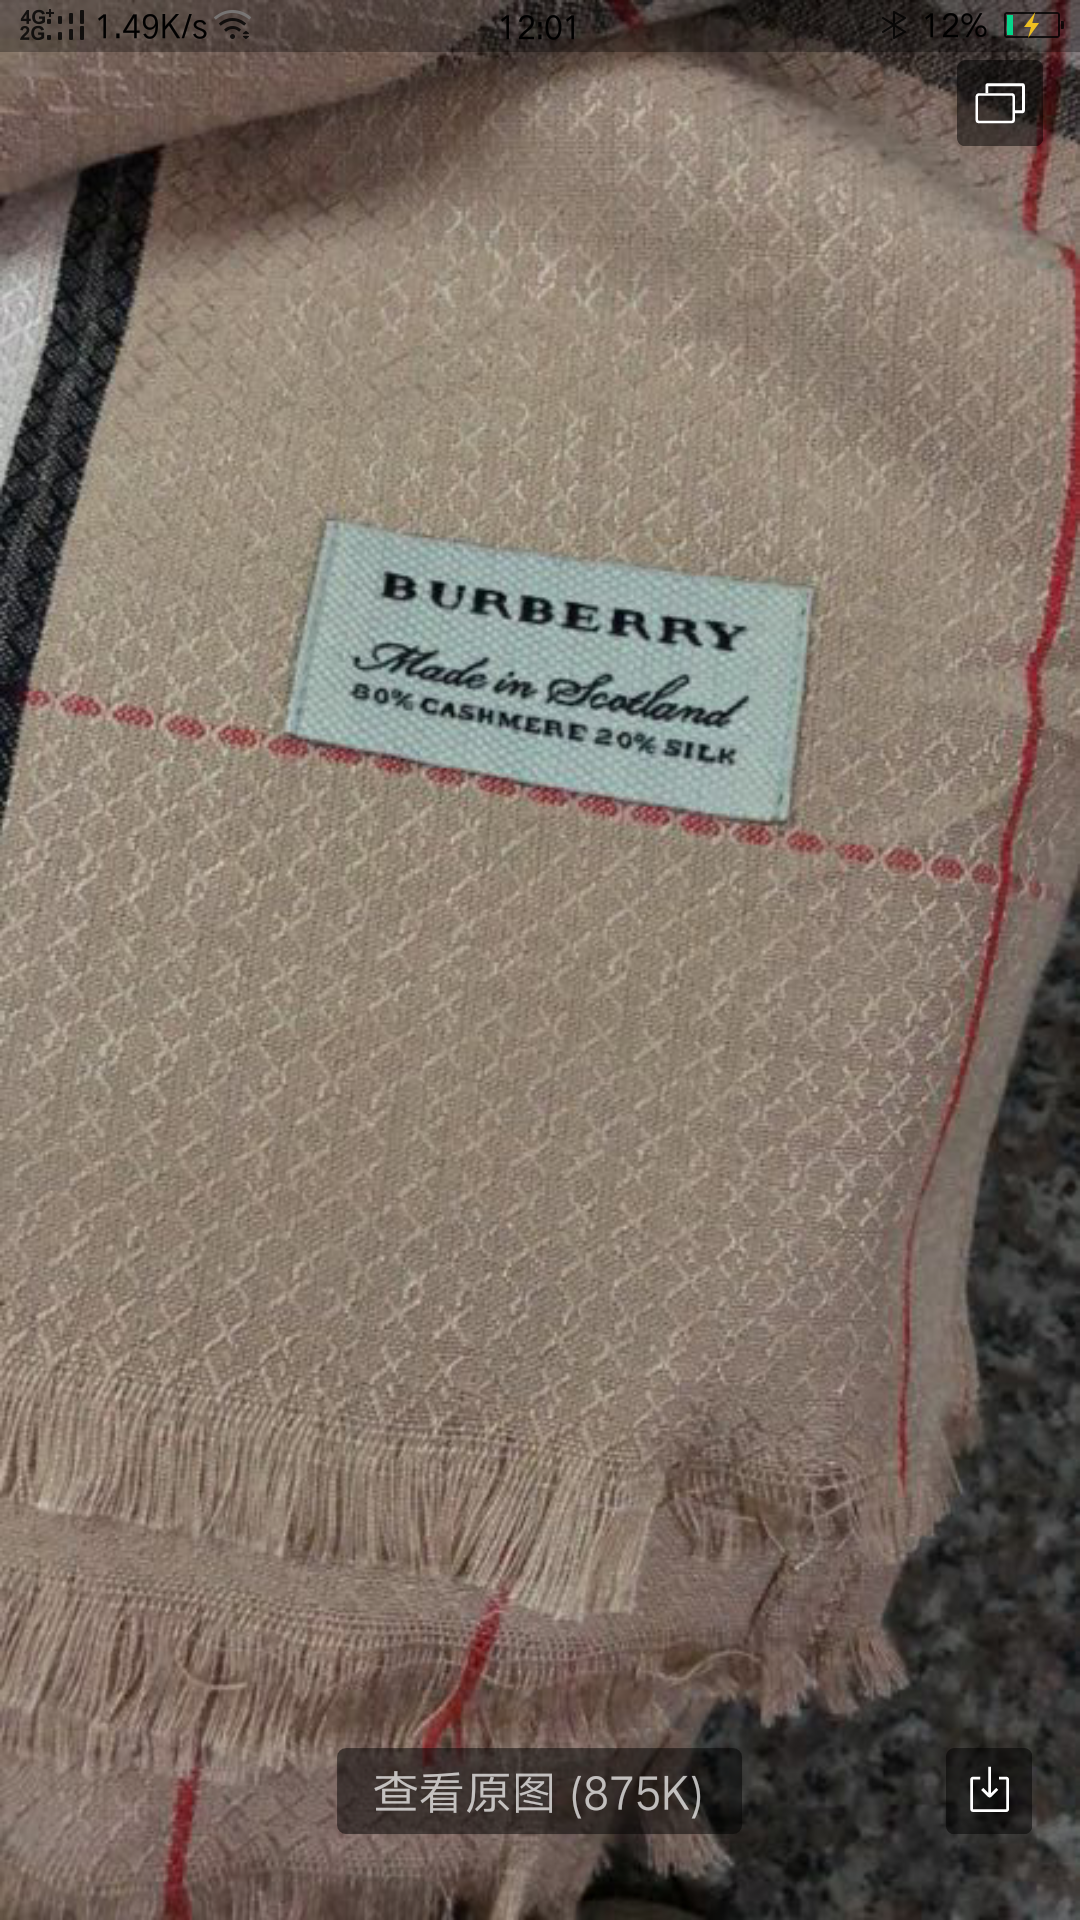 4G+
2G
1.49K/s
12:01
12%
BURBERRY
Made in Scotland
80% CASHMERE 20% SILK
查看原图 (875K)